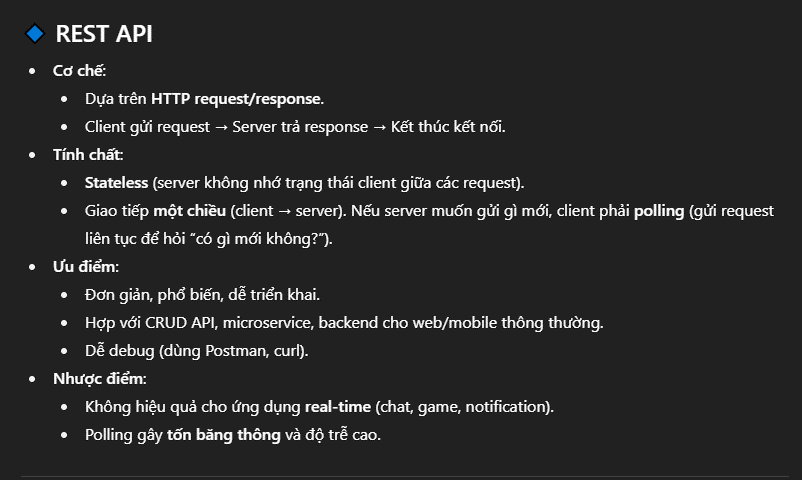 REST API
Cơ chế:
Dựa trên HTTP request/response.
Client gửi request → Server trả response → Kết thúc kết nối.
Tính chất:
Stateless (server không nhớ trạng thái client giữa các request).
Giao tiếp một chiều (client → server). Nếu server muốn gửi gì mới, client phải polling (gửi request
liên tục để hỏi “có gì mới không?”).
Ưu điểm:
Đơn giản, phổ biến, dễ triển khai.
Hợp với CRUD API, microservice, backend cho web/mobile thông thường.
Dễ debug (dùng Postman, curl).
Nhược điểm:
Không hiệu quả cho ứng dụng real-time (chat, game, notification).
Polling gây tốn băng thông và độ trễ cao.